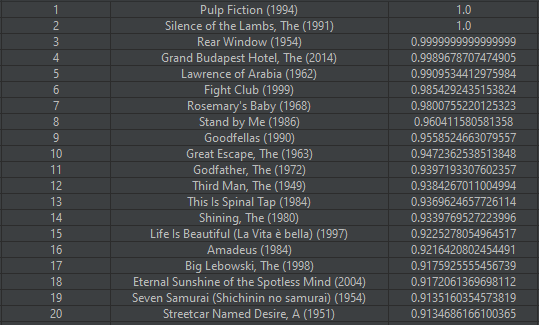 1 Pulp Fiction (1994) 1.0
2 Silence of the Lambs, The (1991) 1.0
3 Rear Window (1954) 0.9999999999999999
4 Grand Budapest Hotel, The (2014) 0.9989678707474905
5 Lawrence of Arabia (1962) 0.9909534412975984
6 Fight Club (1999) 0.9854292435153824
7 Rosemary's Baby (1968) 0.9800755220125323
8 Stand by Me (1986) 0.960411580581358
9 Goodfellas (1990) 0.9558524663079557
10 Great Escape, The (1963) 0.9472362538513848
11 Godfather, The (1972) 0.9397193307602357
12 Third Man, The (1949) 0.9384267011004994
13 This Is Spinal Tap (1984) 0.9369624657726114
14 Shining, The (1980) 0.9339769527223996
15 Life Is Beautiful (La Vita è bella) (1997) 0.9225278054964517
16 Amadeus (1984) 0.9216420802454491
17 Big Lebowski, The (1998) 0.9175925555456739
18 Eternal Sunshine of the Spotless Mind (2004) 0.9172061369698112
19 Seven Samurai (Shichinin no samurai) (1954) 0.9135160354573819
20 Streetcar Named Desire, A (1951) 0.9134686166100365